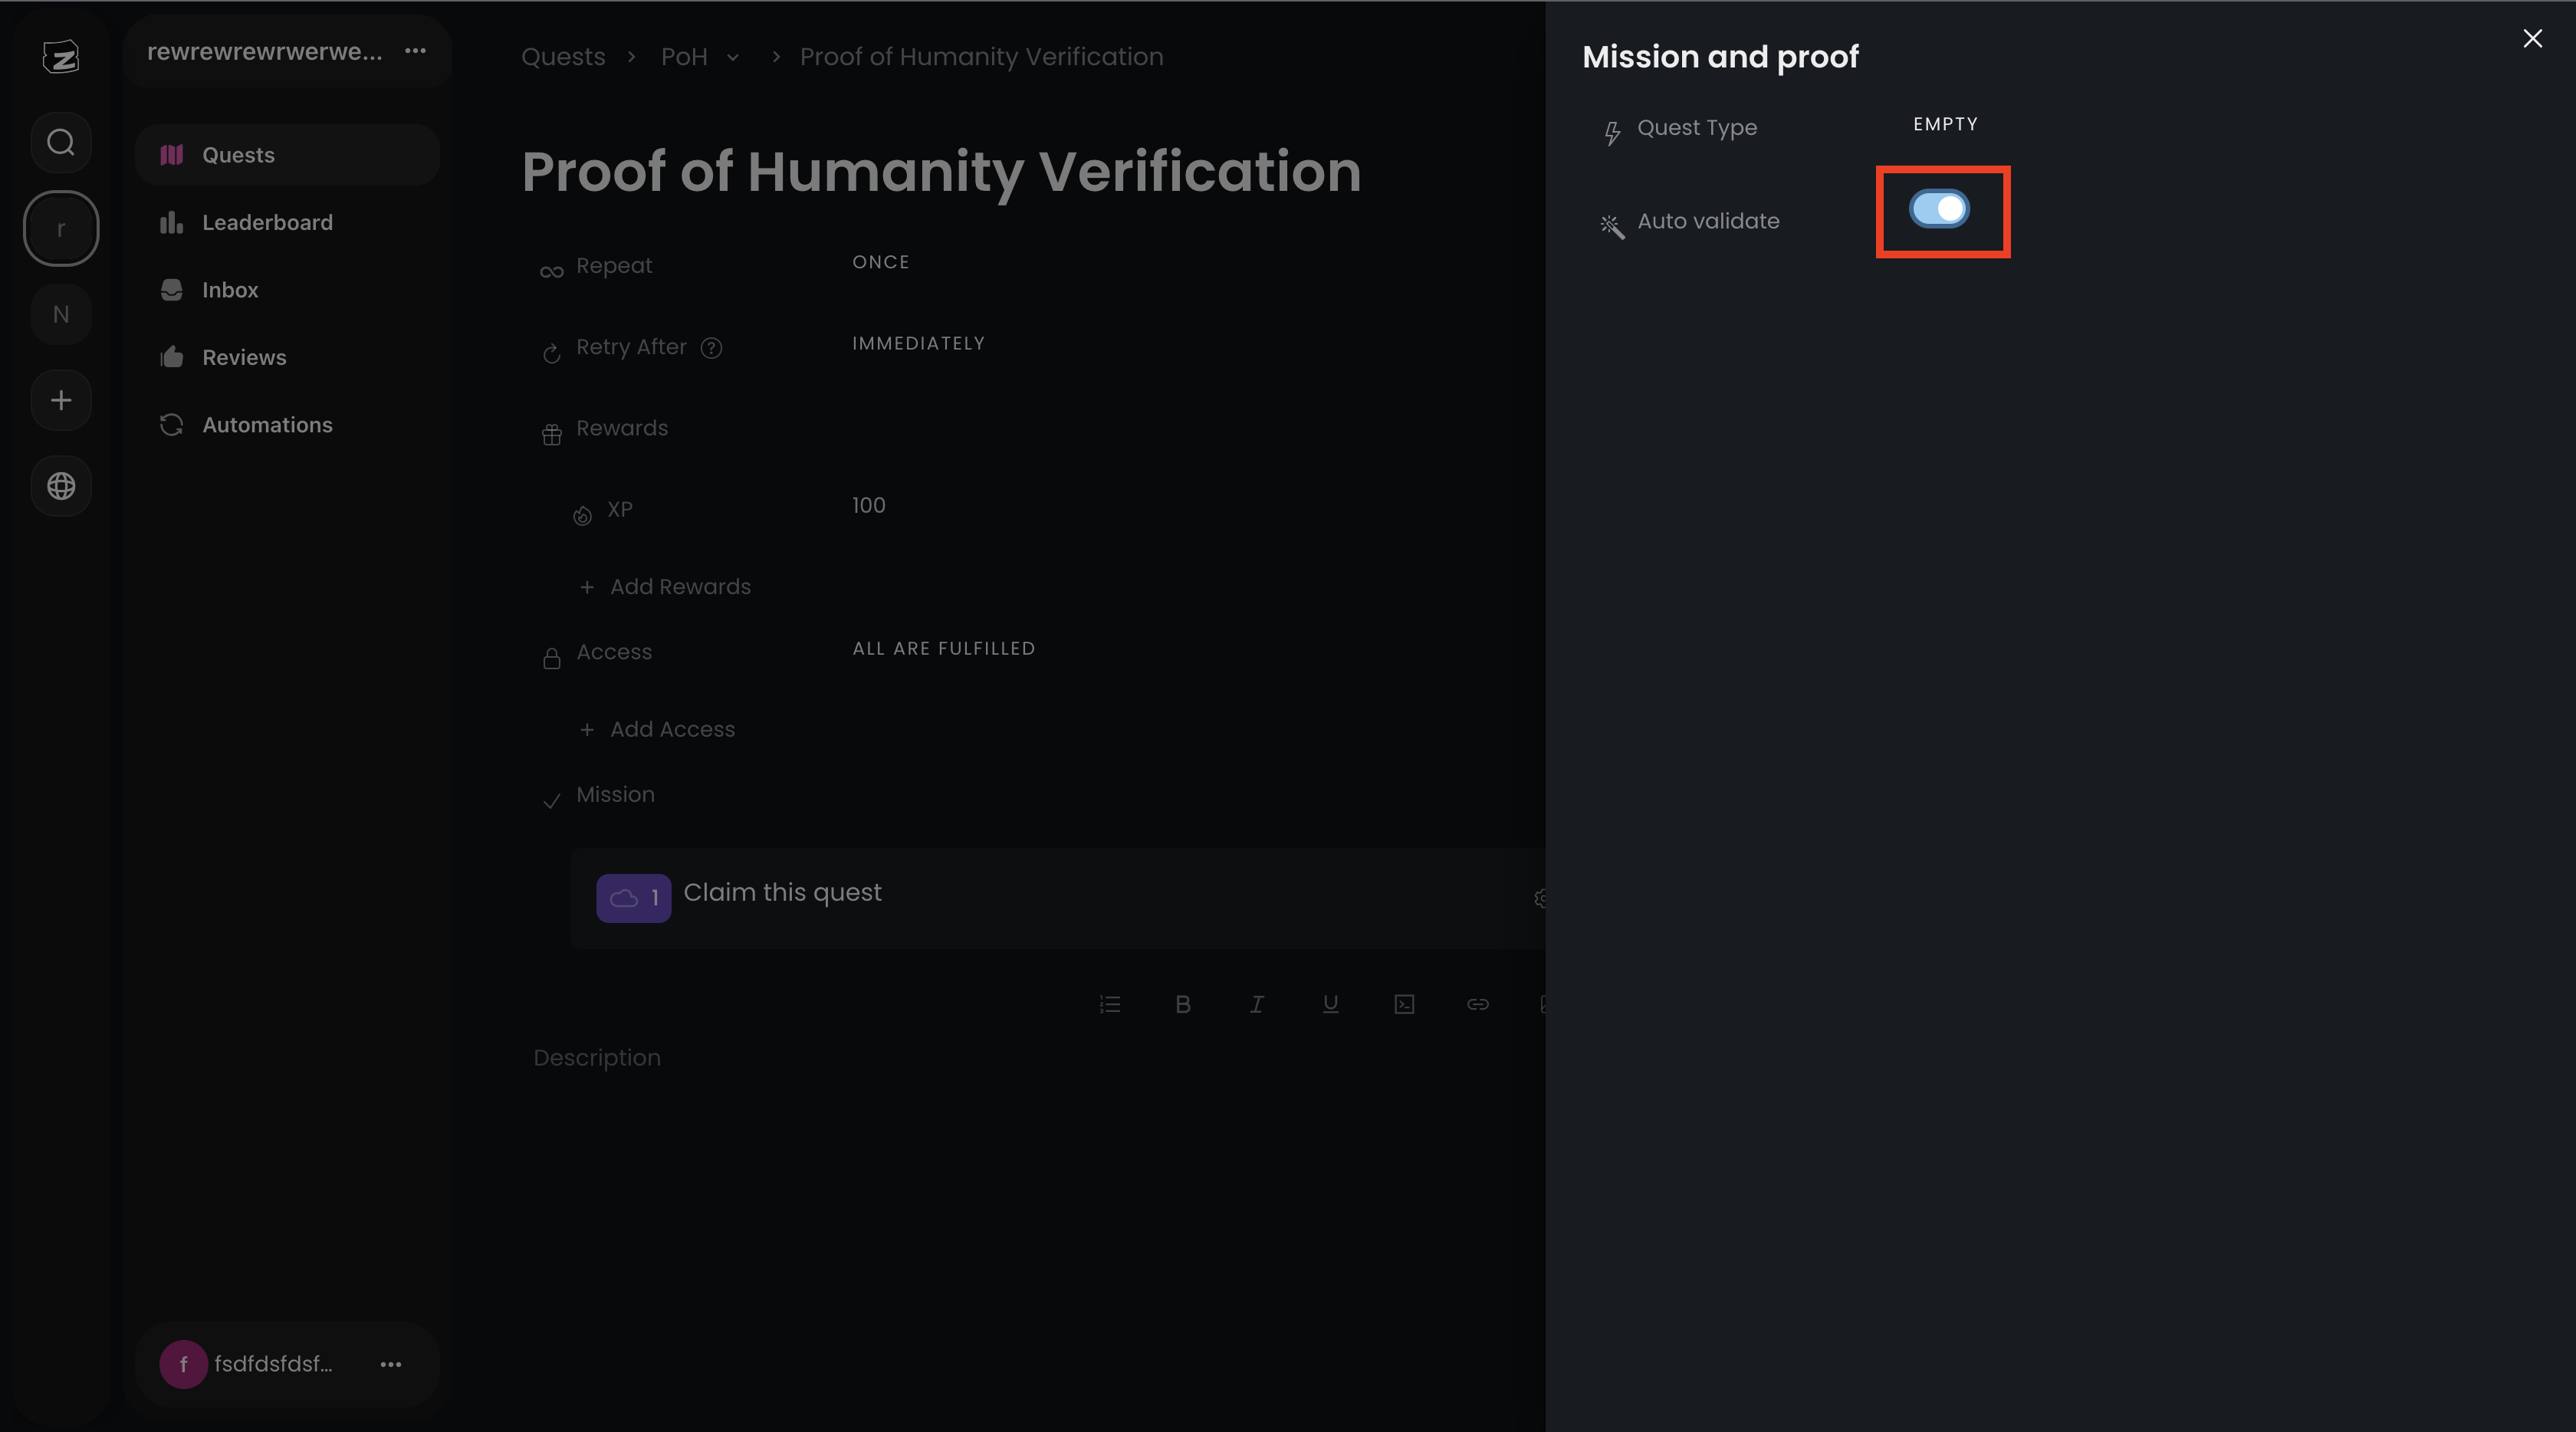 rewrewrewrwerwe... •••
Quests
Leaderboard
Inbox
Reviews
Automations
r
N
f fsdfdsfdsf... •••
Quests > PoH > Proof of Humanity Verification
Proof of Humanity Verification
Repeat ONCE
Retry After ? IMMEDIATELY
Rewards
XP 100
+ Add Rewards
Access ALL ARE FULFILLED
+ Add Access
Mission
1 Claim this quest
B I U
Description
Mission and proof
Quest Type EMPTY
Auto validate